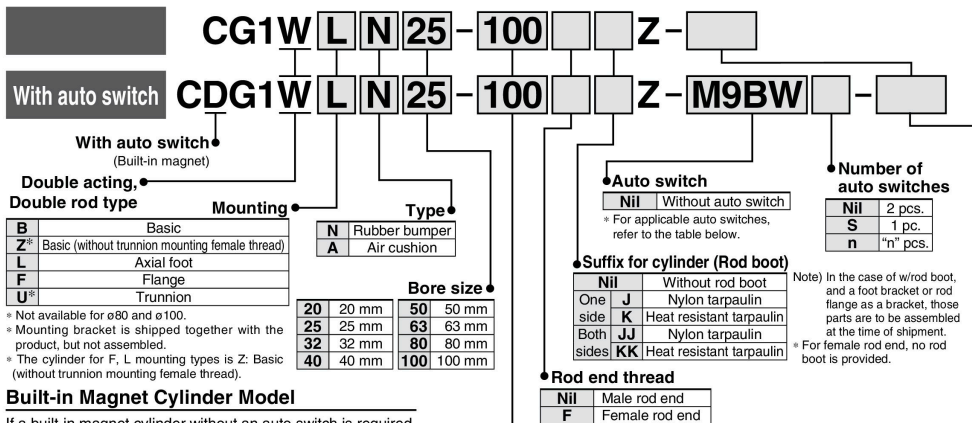 CG1W L N 25 – 100 Z –
With auto switch CDG1W L N 25 – 100 Z – M9BW –
With auto switch
(Built-in magnet)
Double acting,
Double rod type
Mounting
B Basic
Z* Basic (without trunnion mounting female thread)
L Axial foot
F Flange
U* Trunnion
* Not available for ø80 and ø100.
* Mounting bracket is shipped together with the
product, but not assembled.
* The cylinder for F, L mounting types is Z: Basic
(without trunnion mounting female thread).
Type
N Rubber bumper
A Air cushion
Bore size
20 20 mm 50 50 mm
25 25 mm 63 63 mm
32 32 mm 80 80 mm
40 40 mm 100 100 mm
Auto switch
Nil Without auto switch
* For applicable auto switches,
refer to the table below.
Number of
auto switches
Nil 2 pcs.
S 1 pc.
n "n" pcs.
Suffix for cylinder (Rod boot)
Nil Without rod boot
One side J Nylon tarpaulin
K Heat resistant tarpaulin
Both sides JJ Nylon tarpaulin
KK Heat resistant tarpaulin
Note) In the case of w/rod boot,
and a foot bracket or rod
flange as a bracket, those
parts are to be assembled
at the time of shipment.
* For female rod end, no rod
boot is provided.
Rod end thread
Nil Male rod end
F Female rod end
Built-in Magnet Cylinder Model
If a built-in magnet cylinder without an auto switch is required,